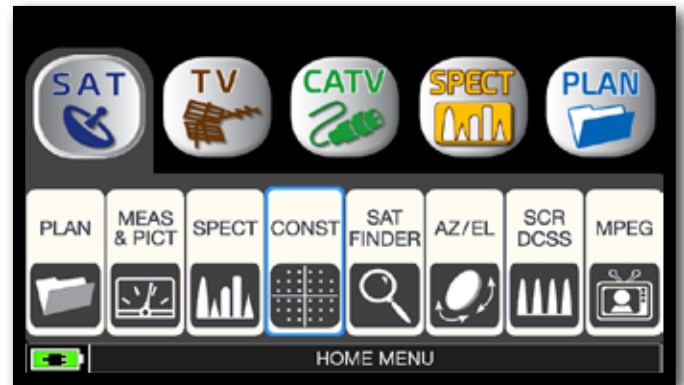 SAT
TV
CATV
SPECT
PLAN
PLAN
MEAS
& PICT
SPECT
CONST
SAT
FINDER
AZ/EL
SCR
DCSS
MPEG
HOME MENU